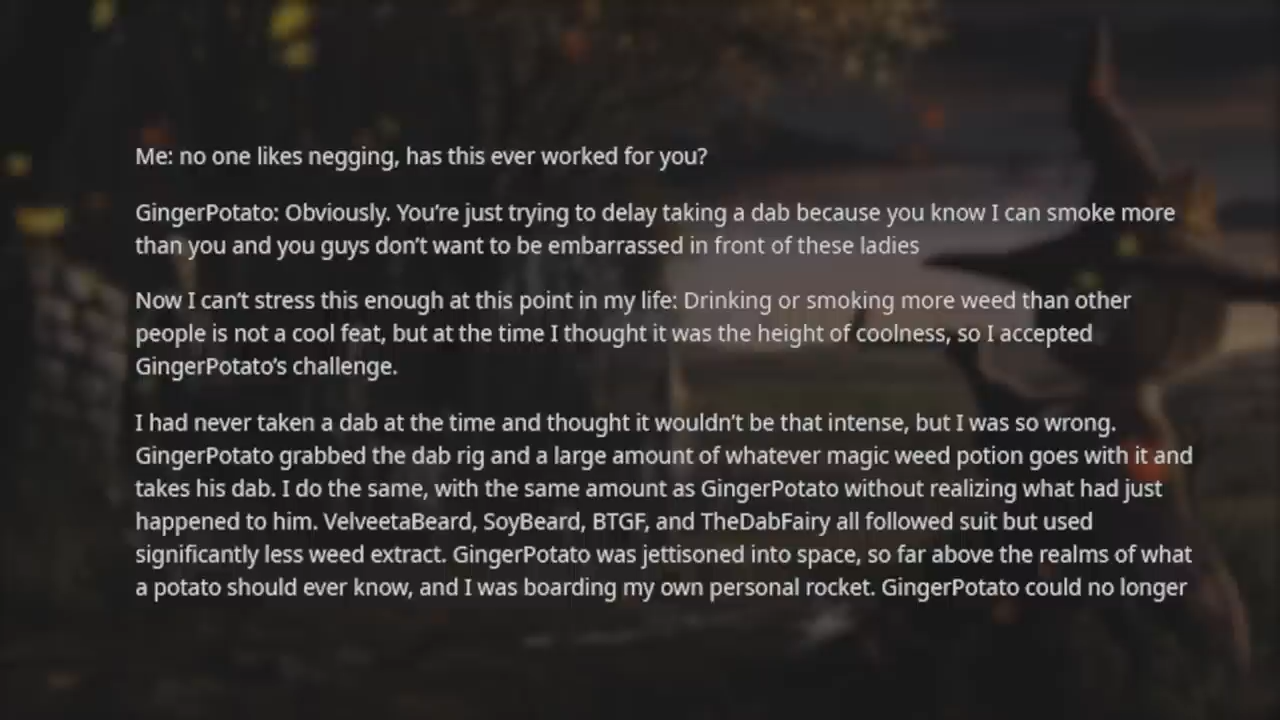 Me: no one likes negging, has this ever worked for you?
GingerPotato: Obviously. You’re just trying to delay taking a dab because you know I can smoke more
than you and you guys don’t want to be embarrassed in front of these ladies
Now I can’t stress this enough at this point in my life: Drinking or smoking more weed than other
people is not a cool feat, but at the time I thought it was the height of coolness, so I accepted
GingerPotato’s challenge.
I had never taken a dab at the time and thought it wouldn’t be that intense, but I was so wrong.
GingerPotato grabbed the dab rig and a large amount of whatever magic weed potion goes with it and
takes his dab. I do the same, with the same amount as GingerPotato without realizing what had just
happened to him. VelveetaBeard, SoyBeard, BTGF, and TheDabFairy all followed suit but used
significantly less weed extract. GingerPotato was jettisoned into space, so far above the realms of what
a potato should ever know, and I was boarding my own personal rocket. GingerPotato could no longer